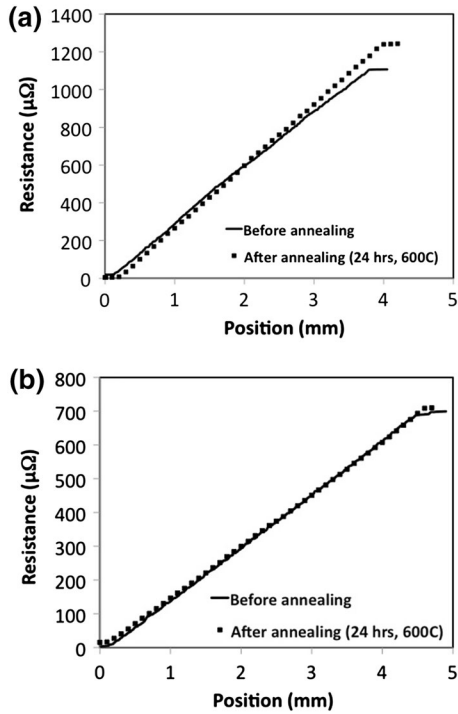 (a)
1400
1200
1000
800
600
400
200
0
Resistance (μΩ)
Before annealing
After annealing (24 hrs, 600C)
0 1 2 3 4 5
Position (mm)
(b)
800
700
600
500
400
300
200
100
0
Resistance (μΩ)
Before annealing
After annealing (24 hrs, 600C)
0 1 2 3 4 5
Position (mm)